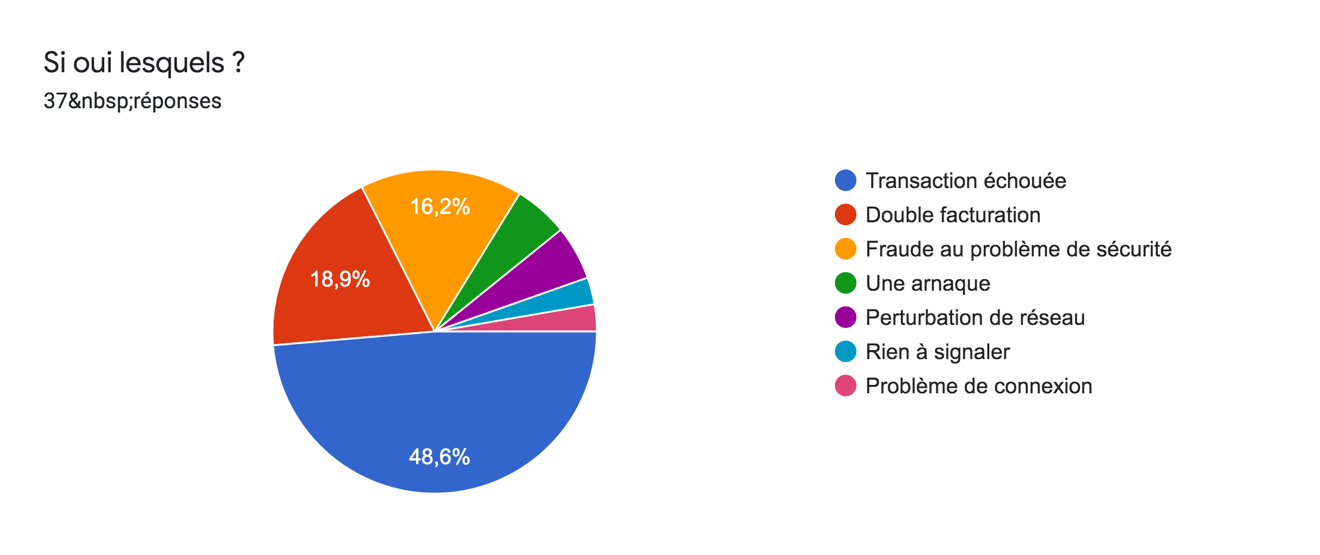 Si oui lesquels ?
37&nbsp;réponses
16,2%
18,9%
48,6%
Transaction échouée
Double facturation
Fraude au problème de sécurité
Une arnaque
Perturbation de réseau
Rien à signaler
Problème de connexion